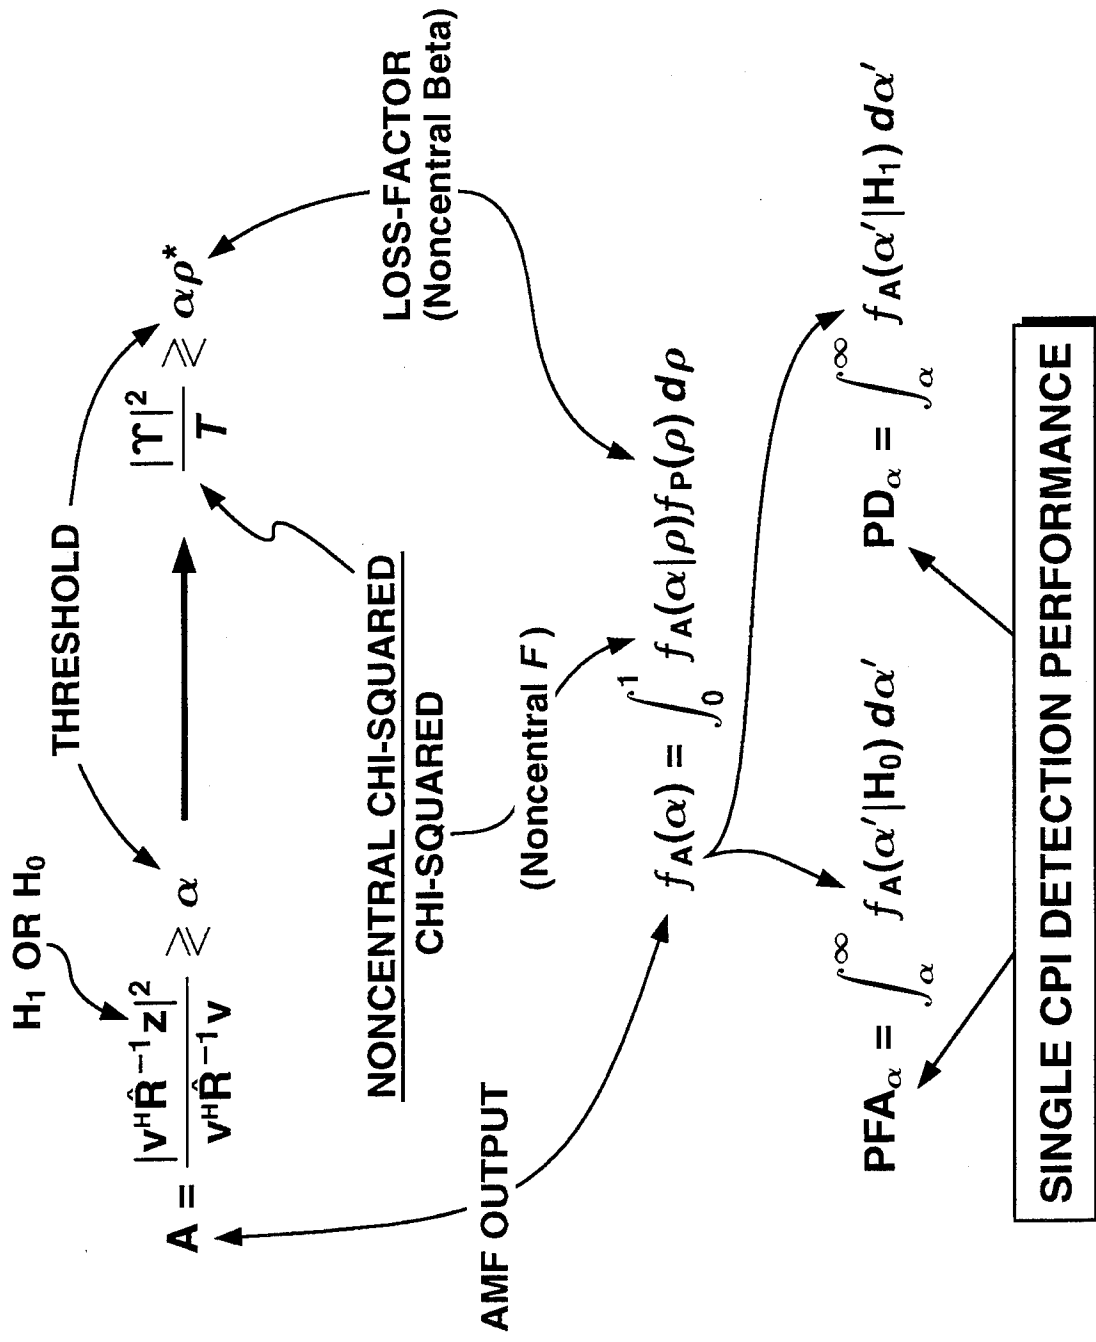 H₁ OR H₀
THRESHOLD
A = |vᴴR̂⁻¹z|² / vᴴR̂⁻¹v ≷ α
|ϒ|² / T ≷ αρ*
NONCENTRAL CHI-SQUARED
CHI-SQUARED
LOSS-FACTOR
(Noncentral Beta)
AMF OUTPUT
(Noncentral F)
f_A(α) = ∫₀¹ f_A(α|ρ)f_P(ρ) dρ
PFA_α = ∫_α^∞ f_A(α′|H₀) dα′
PD_α = ∫_α^∞ f_A(α′|H₁) dα′
SINGLE CPI DETECTION PERFORMANCE